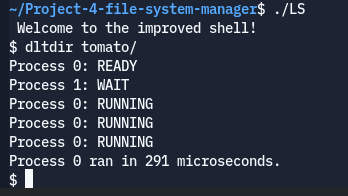 ~/Project-4-file-system-manager$ ./LS
Welcome to the improved shell!
$ dltdir tomato/
Process 0: READY
Process 1: WAIT
Process 0: RUNNING
Process 0: RUNNING
Process 0: RUNNING
Process 0 ran in 291 microseconds.
$